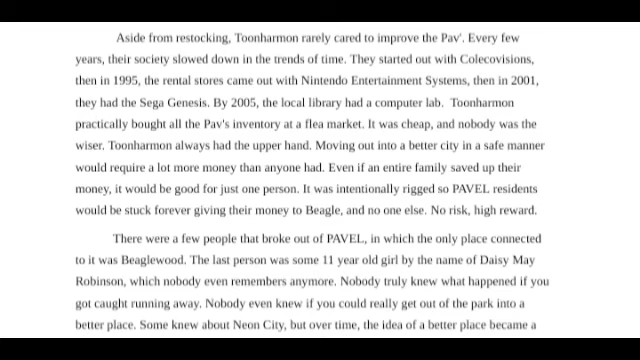 Aside from restocking, Toonharmon rarely cared to improve the Pav'. Every few
years, their society slowed down in the trends of time. They started out with Colecovisions,
then in 1995, the rental stores came out with Nintendo Entertainment Systems, then in 2001,
they had the Sega Genesis. By 2005, the local library had a computer lab.  Toonharmon
practically bought all the Pav's inventory at a flea market. It was cheap, and nobody was the
wiser. Toonharmon always had the upper hand. Moving out into a better city in a safe manner
would require a lot more money than anyone had. Even if an entire family saved up their
money, it would be good for just one person. It was intentionally rigged so PAVEL residents
would be stuck forever giving their money to Beagle, and no one else. No risk, high reward.
There were a few people that broke out of PAVEL, in which the only place connected
to it was Beaglewood. The last person was some 11 year old girl by the name of Daisy May
Robinson, which nobody even remembers anymore. Nobody truly knew what happened if you
got caught running away. Nobody even knew if you could really get out of the park into a
better place. Some knew about Neon City, but over time, the idea of a better place became a